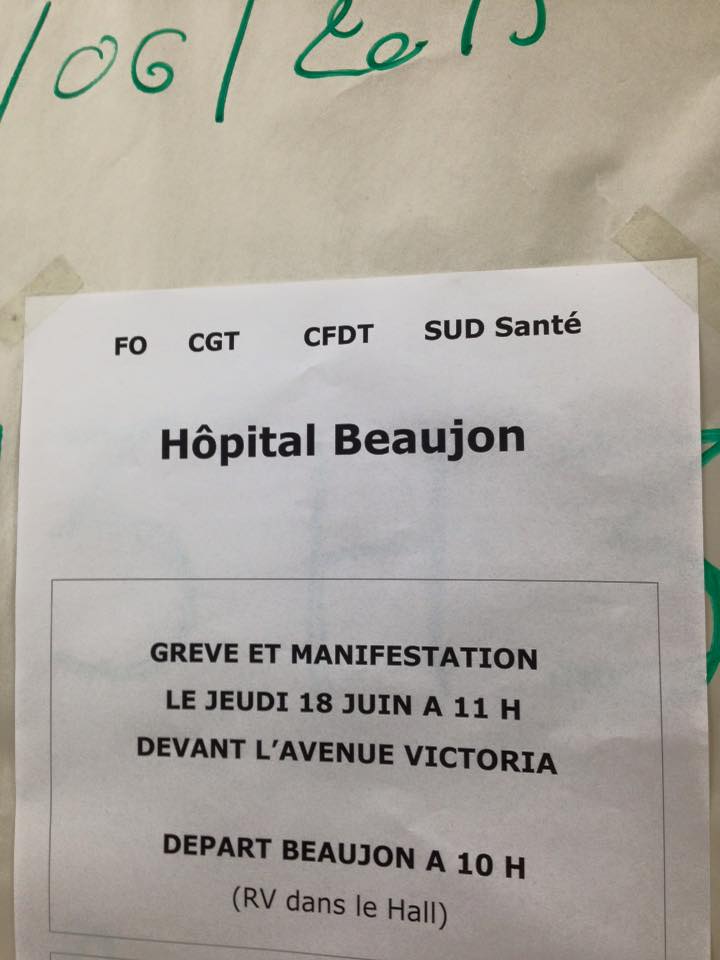 /06/2015
FO CGT CFDT SUD Santé
Hôpital Beaujon
GREVE ET MANIFESTATION
LE JEUDI 18 JUIN A 11 H
DEVANT L'AVENUE VICTORIA
DEPART BEAUJON A 10 H
(RV dans le Hall)